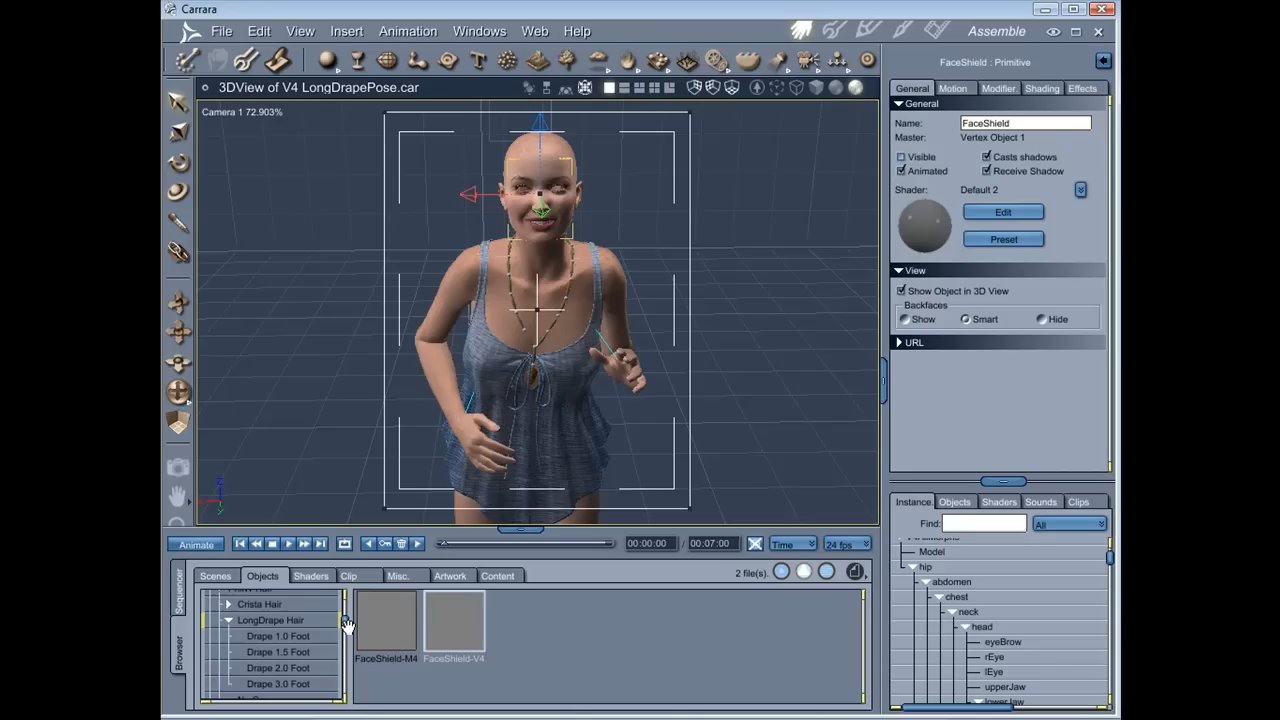 Carrara
File Edit View Insert Animation Windows Web Help Assemble
3DView of V4 LongDrapePose.car
Camera 1 72.903%
FaceShield : Primitive
General Motion Modifier. Shading Effects
General
Name: FaceShield
Master: Vertex Object 1
Visible Casts shadows
Animated Receive Shadow
Shader: Default 2
Edit
Preset
View
Show Object in 3D View
Backfaces
Show Smart Hide
URL
Instance. Objects Shaders Sounds Clips
Find: All
Model
hip
abdomen
chest
neck
head
eyeBrow
rEye
lEye
upperJaw
lowerJaw
Animate 00:00:00 / 00:07:00 Time 24 fps
Sequencer
Browser
Scenes Objects Shaders Clip Misc. Artwork Content 2 file(s).
Crista Hair
LongDrape Hair
Drape 1.0 Foot
Drape 1.5 Foot
Drape 2.0 Foot
Drape 3.0 Foot
FaceShield-M4 FaceShield-V4